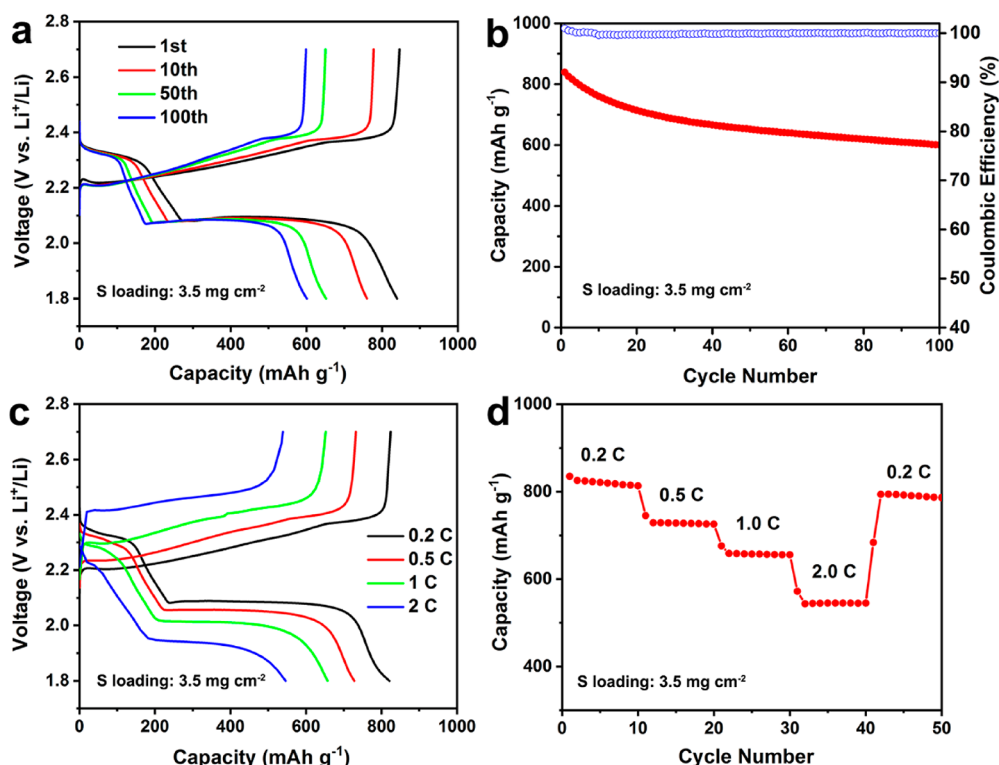 a
1st
10th
50th
100th
2.8
2.6
2.4
2.2
2.0
1.8
Voltage (V vs. Li⁺/Li)
S loading: 3.5 mg cm⁻²
0 200 400 600 800 1000
Capacity (mAh g⁻¹)
b
1000
800
600
400
200
0
Capacity (mAh g⁻¹)
100
90
80
70
60
50
40
Coulombic Efficiency (%)
S loading: 3.5 mg cm⁻²
0 20 40 60 80 100
Cycle Number
c
2.8
2.6
2.4
2.2
2.0
1.8
Voltage (V vs. Li⁺/Li)
0.2 C
0.5 C
1 C
2 C
S loading: 3.5 mg cm⁻²
0 200 400 600 800 1000
Capacity (mAh g⁻¹)
d
1000
800
600
400
Capacity (mAh g⁻¹)
0.2 C
0.5 C
1.0 C
2.0 C
0.2 C
S loading: 3.5 mg cm⁻²
0 10 20 30 40 50
Cycle Number